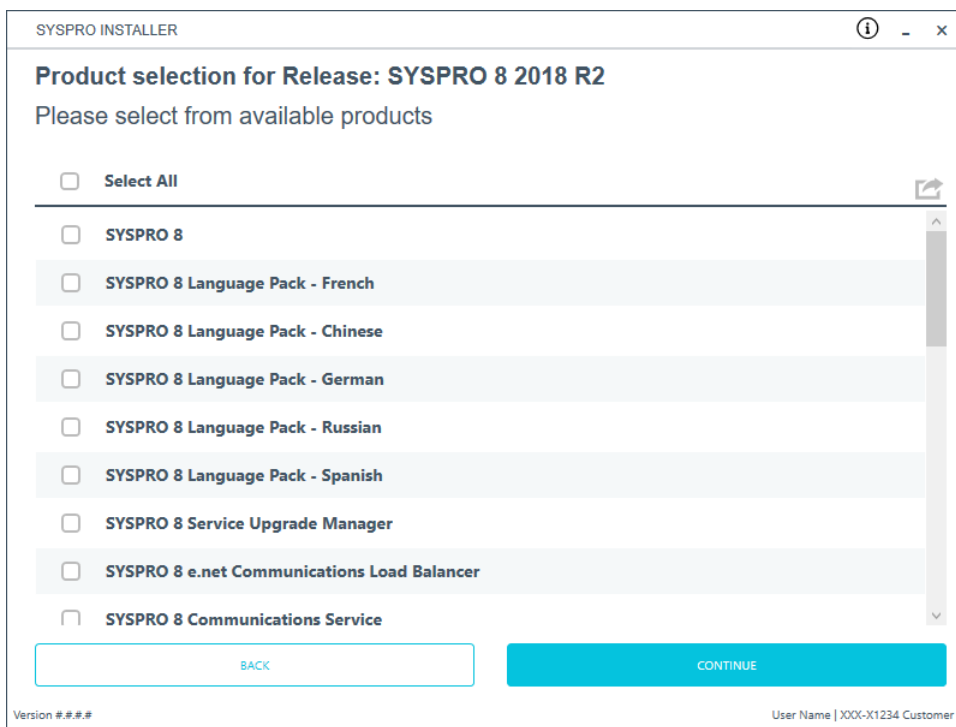 SYSPRO INSTALLER
Product selection for Release: SYSPRO 8 2018 R2
Please select from available products
Select All
SYSPRO 8
SYSPRO 8 Language Pack - French
SYSPRO 8 Language Pack - Chinese
SYSPRO 8 Language Pack - German
SYSPRO 8 Language Pack - Russian
SYSPRO 8 Language Pack - Spanish
SYSPRO 8 Service Upgrade Manager
SYSPRO 8 e.net Communications Load Balancer
SYSPRO 8 Communications Service
BACK
CONTINUE
Version #.#.#.#
User Name | XXX-X1234 Customer